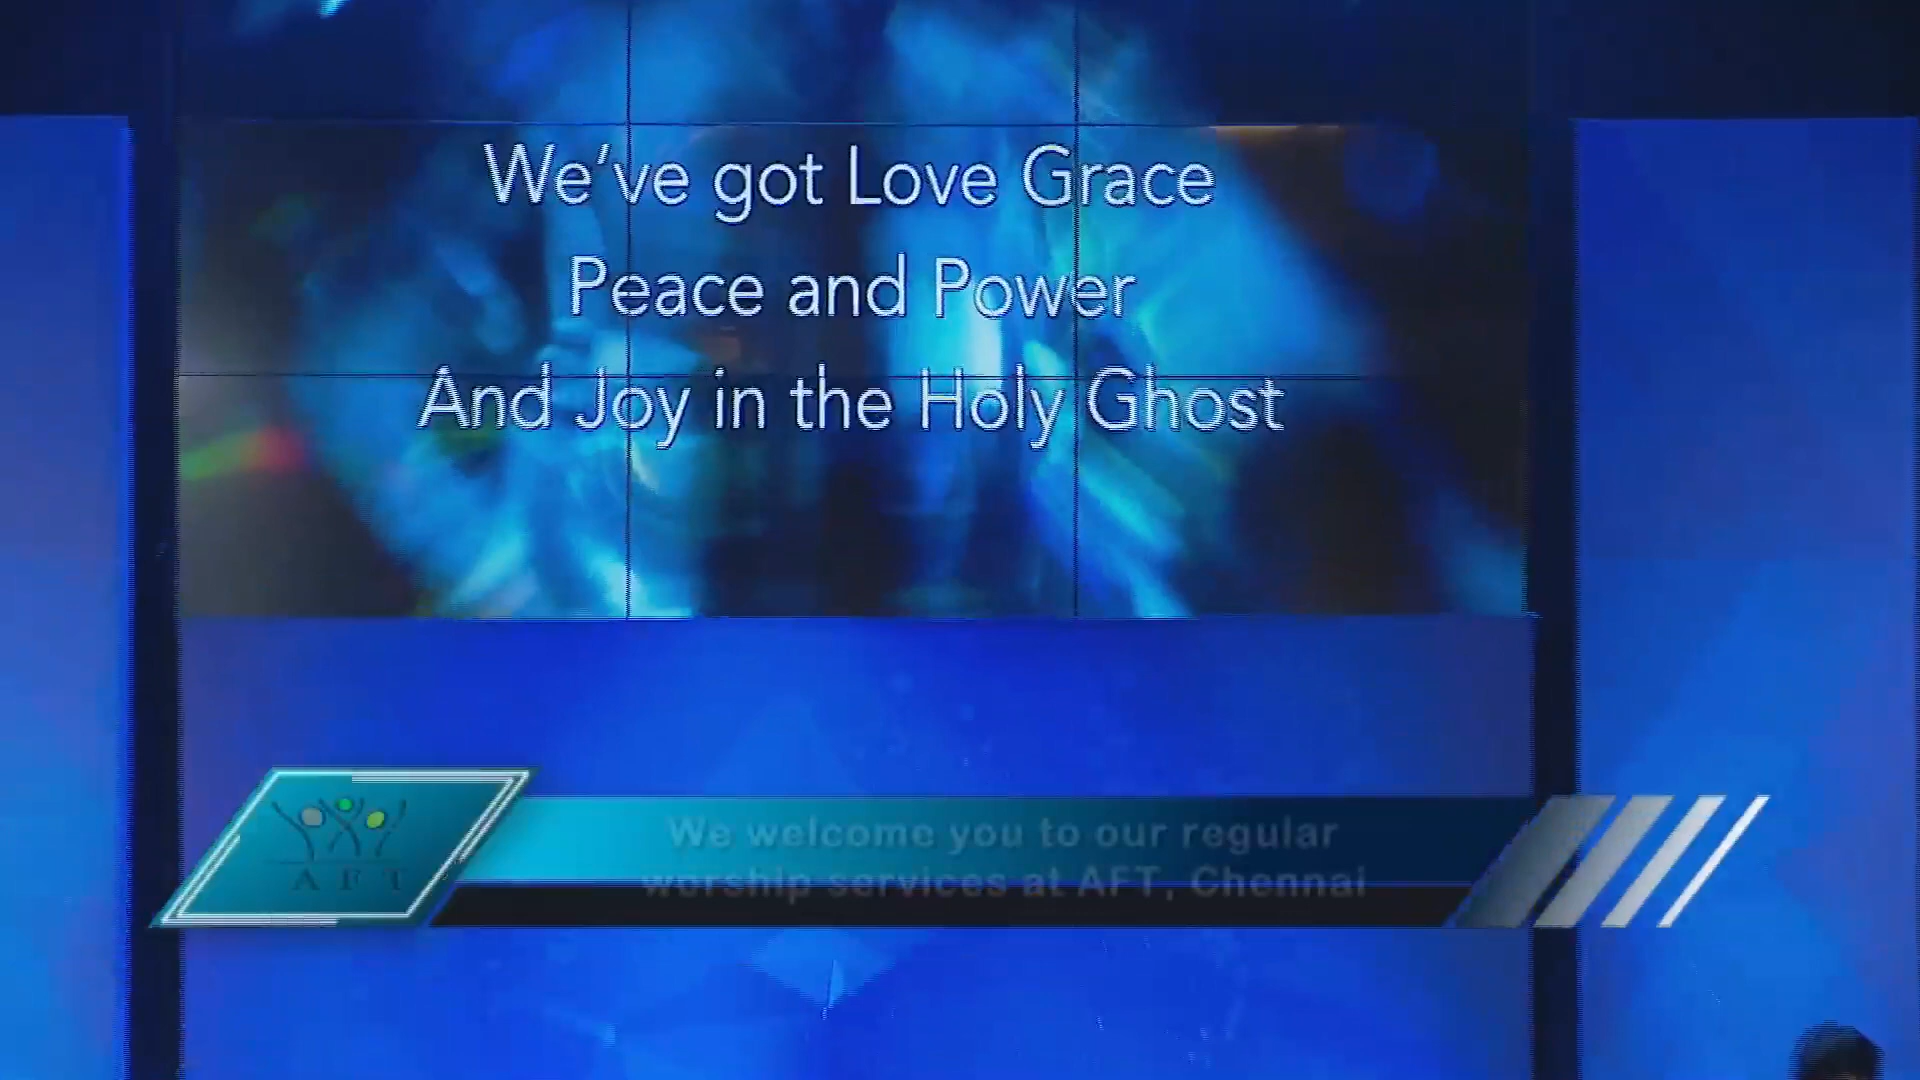 We've got Love Grace
Peace and Power
And Joy in the Holy Ghost
We welcome you to our regular
worship services at AFT, Chennai
AFT